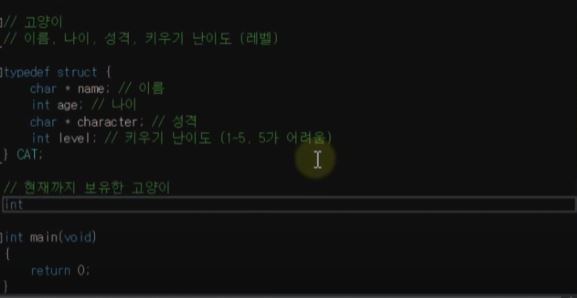 // 고양이
// 이름, 나이, 성격, 키우기 난이도 (레벨)
typedef struct {
char * name; // 이름
int age; // 나이
char * character; // 성격
int level; // 키우기 난이도 (1~5, 5가 어려움)
} CAT;
// 현재까지 보유한 고양이
int
int main(void)
{
return 0;
}